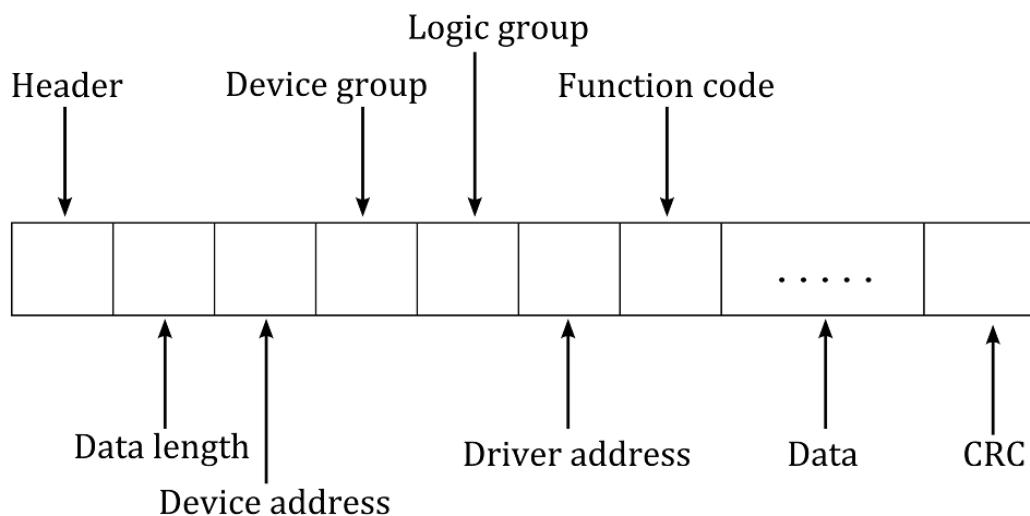 Logic group
Header
Device group
Function code
.....
Data length
Driver address
Data
CRC
Device address